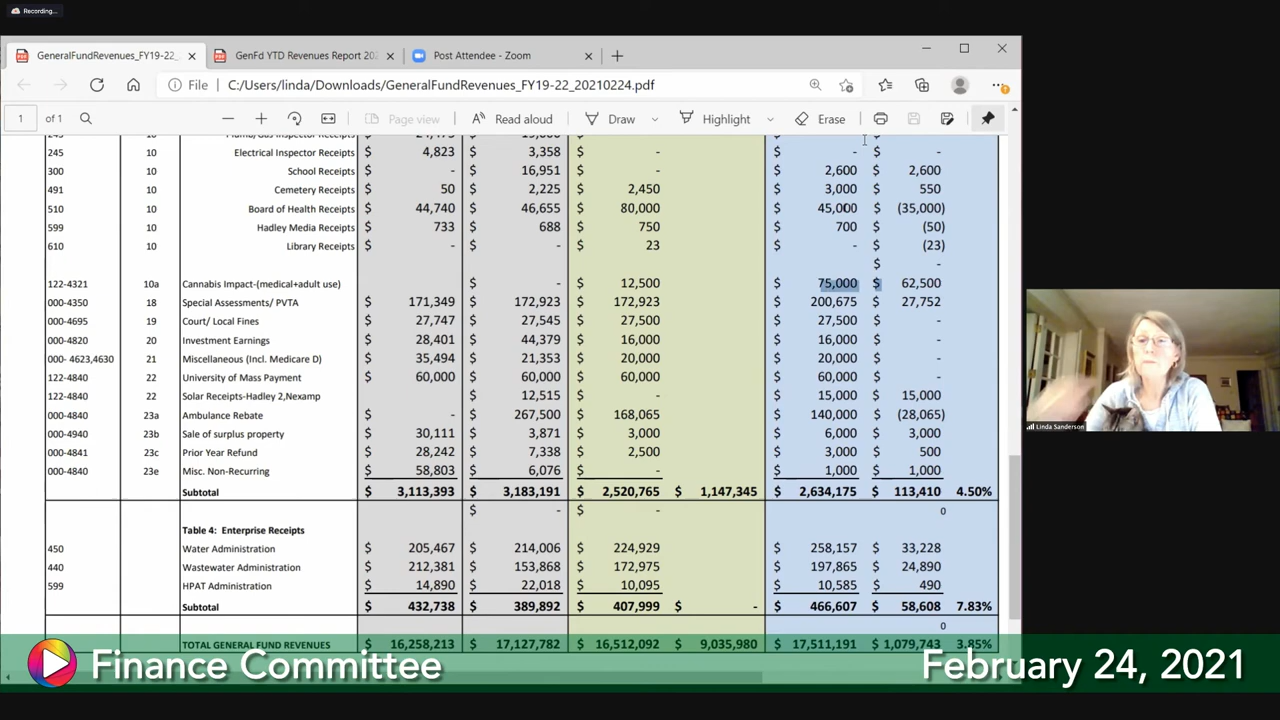 Recording...
GeneralFundRevenues_FY19-22_
GenFd YTD Revenues Report 202
Post Attendee - Zoom
File
C:/Users/linda/Downloads/GeneralFundRevenues_FY19-22_20210224.pdf
1 of 1
Page view
Read aloud
Draw
Highlight
Erase
245 10 Electrical Inspector Receipts $ 4,823 $ 3,358 $ - $ - $ -
300 10 School Receipts $ - $ 16,951 $ - $ 2,600 $ 2,600
491 10 Cemetery Receipts $ 50 $ 2,225 $ 2,450 $ 3,000 $ 550
510 10 Board of Health Receipts $ 44,740 $ 46,655 $ 80,000 $ 45,000 $ (35,000)
599 10 Hadley Media Receipts $ 733 $ 688 $ 750 $ 700 $ (50)
610 10 Library Receipts $ - $ - $ 23 $ - $ (23)
$ -
122-4321 10a Cannabis Impact-(medical+adult use) $ - $ 12,500 $ 75,000 $ 62,500
000-4350 18 Special Assessments/ PVTA $ 171,349 $ 172,923 $ 172,923 $ 200,675 $ 27,752
000-4695 19 Court/ Local Fines $ 27,747 $ 27,545 $ 27,500 $ 27,500 $ -
000-4820 20 Investment Earnings $ 28,401 $ 44,379 $ 16,000 $ 16,000 $ -
000- 4623,4630 21 Miscellaneous (Incl. Medicare D) $ 35,494 $ 21,353 $ 20,000 $ 20,000 $ -
122-4840 22 University of Mass Payment $ 60,000 $ 60,000 $ 60,000 $ 60,000 $ -
122-4840 22 Solar Receipts-Hadley 2,Nexamp $ 12,515 $ - $ 15,000 $ 15,000
000-4840 23a Ambulance Rebate $ - $ 267,500 $ 168,065 $ 140,000 $ (28,065)
000-4940 23b Sale of surplus property $ 30,111 $ 3,871 $ 3,000 $ 6,000 $ 3,000
000-4841 23c Prior Year Refund $ 28,242 $ 7,338 $ 2,500 $ 3,000 $ 500
000-4840 23e Misc. Non-Recurring $ 58,803 $ 6,076 $ - $ 1,000 $ 1,000
Subtotal $ 3,113,393 $ 3,183,191 $ 2,520,765 $ 1,147,345 $ 2,634,175 $ 113,410 4.50%
$ - $ - 0
Table 4: Enterprise Receipts
450 Water Administration $ 205,467 $ 214,006 $ 224,929 $ 258,157 $ 33,228
440 Wastewater Administration $ 212,381 $ 153,868 $ 172,975 $ 197,865 $ 24,890
599 HPAT Administration $ 14,890 $ 22,018 $ 10,095 $ 10,585 $ 490
Subtotal $ 432,738 $ 389,892 $ 407,999 $ - $ 466,607 $ 58,608 7.83%
0
TOTAL GENERAL FUND REVENUES $ 16,258,213 $ 17,127,782 $ 16,512,092 $ 9,035,980 $ 17,511,191 $ 1,079,743 3.85%
Linda Sanderson
Finance Committee
February 24, 2021